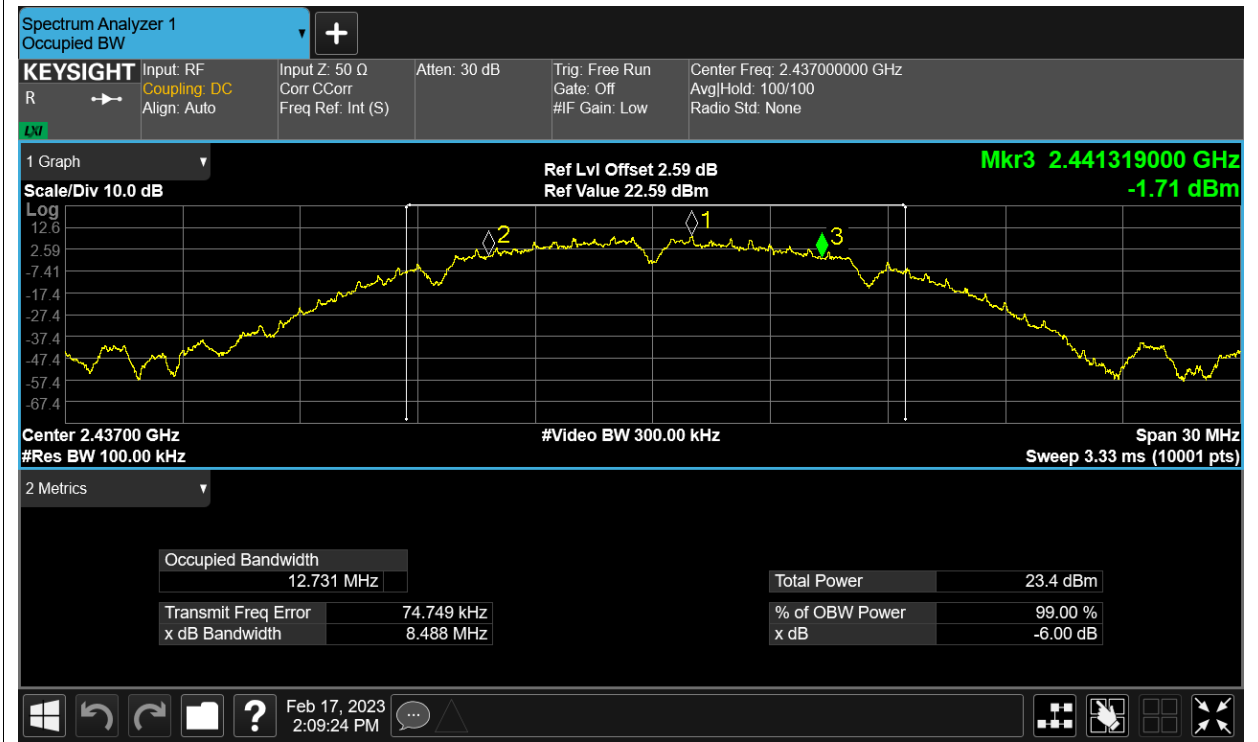 Spectrum Analyzer 1
Occupied BW
KEYSIGHT
R
LXI
Input: RF
Coupling: DC
Align: Auto
Input Z: 50 Ω
Corr CCorr
Freq Ref: Int (S)
Atten: 30 dB
Trig: Free Run
Gate: Off
#IF Gain: Low
Center Freq: 2.437000000 GHz
Avg|Hold: 100/100
Radio Std: None
1 Graph
Scale/Div 10.0 dB
Ref Lvl Offset 2.59 dB
Ref Value 22.59 dBm
Mkr3 2.441319000 GHz
-1.71 dBm
Log
12.6
2.59
-7.41
-17.4
-27.4
-37.4
-47.4
-57.4
-67.4
2
1
3
Center 2.43700 GHz
#Video BW 300.00 kHz
Span 30 MHz
#Res BW 100.00 kHz
Sweep 3.33 ms (10001 pts)
2 Metrics
Occupied Bandwidth
12.731 MHz
Total Power 23.4 dBm
Transmit Freq Error 74.749 kHz
% of OBW Power 99.00 %
x dB Bandwidth 8.488 MHz
x dB -6.00 dB
?
Feb 17, 2023
2:09:24 PM